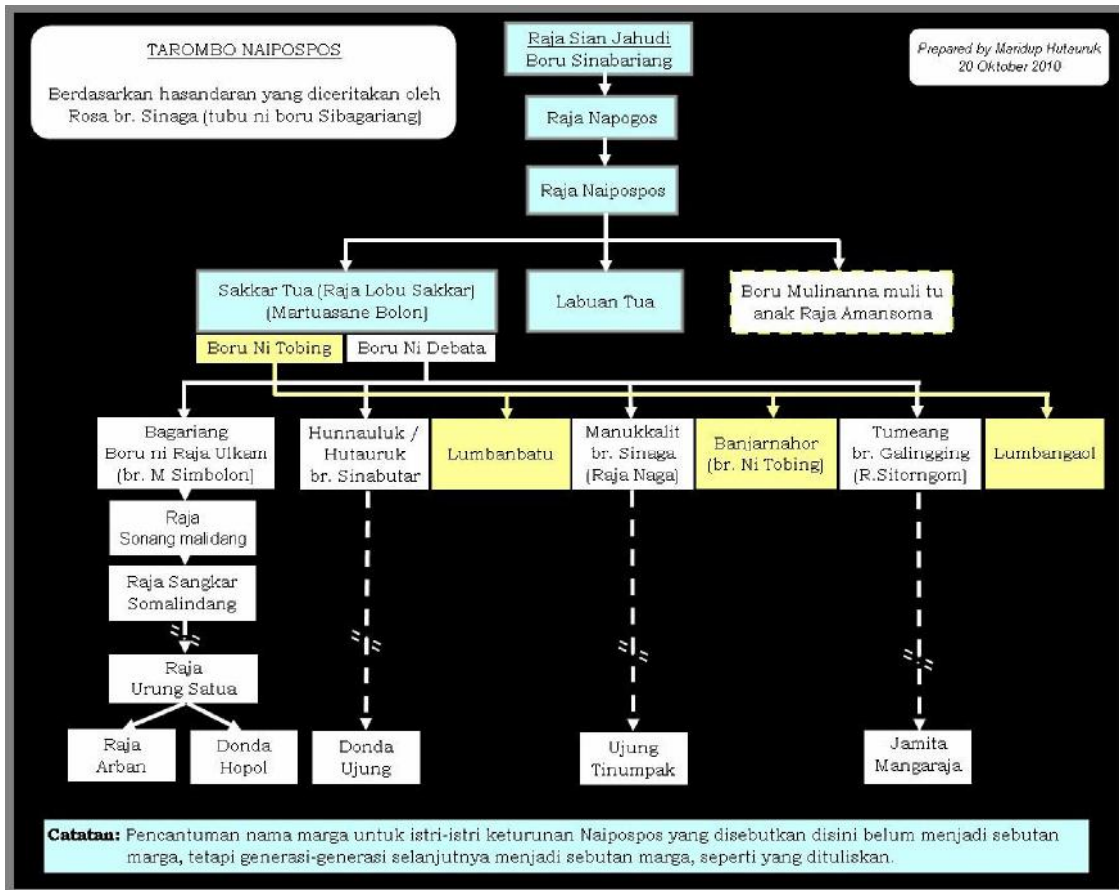 TAROMBO NAIPOSPOS
Berdasarkan hasandaran yang diceritakan oleh
Rosa br. Sinaga (tubu ni boru Sibagariang)
Raja Sian Jahudi
Boru Sinabariang
Prepared by Maridup Hutauruk
20 Oktober 2010
Raja Napogos
Raja Naipospos
Sakkar Tua (Raja Lobu Sakkar)
(Martuasane Bolon)
Labuan Tua
Boru Mulinanna muli tu
anak Raja Amansoma
Boru Ni Tobing
Boru Ni Debata
Bagariang
Boru ni Raja Ulkam
(br. M Simbolon)
Hunnauluk /
Hutauruk
br. Sinabutar
Lumbanbatu
Manukkalit
br. Sinaga
(Raja Naga)
Banjarnahor
(br. Ni Tobing)
Tumeang
br. Galingging
(R.Sitorngom)
Lumbangaol
Raja
Sonang malidang
Raja Sangkar
Somalindang
Raja
Urung Satua
Raja
Arban
Donda
Hopol
Donda
Ujung
Ujung
Tinumpak
Jamita
Mangaraja
Catatan: Pencantuman nama marga untuk istri-istri keturunan Naipospos yang disebutkan disini belum menjadi sebutan
marga, tetapi generasi-generasi selanjutnya menjadi sebutan marga, seperti yang dituliskan.